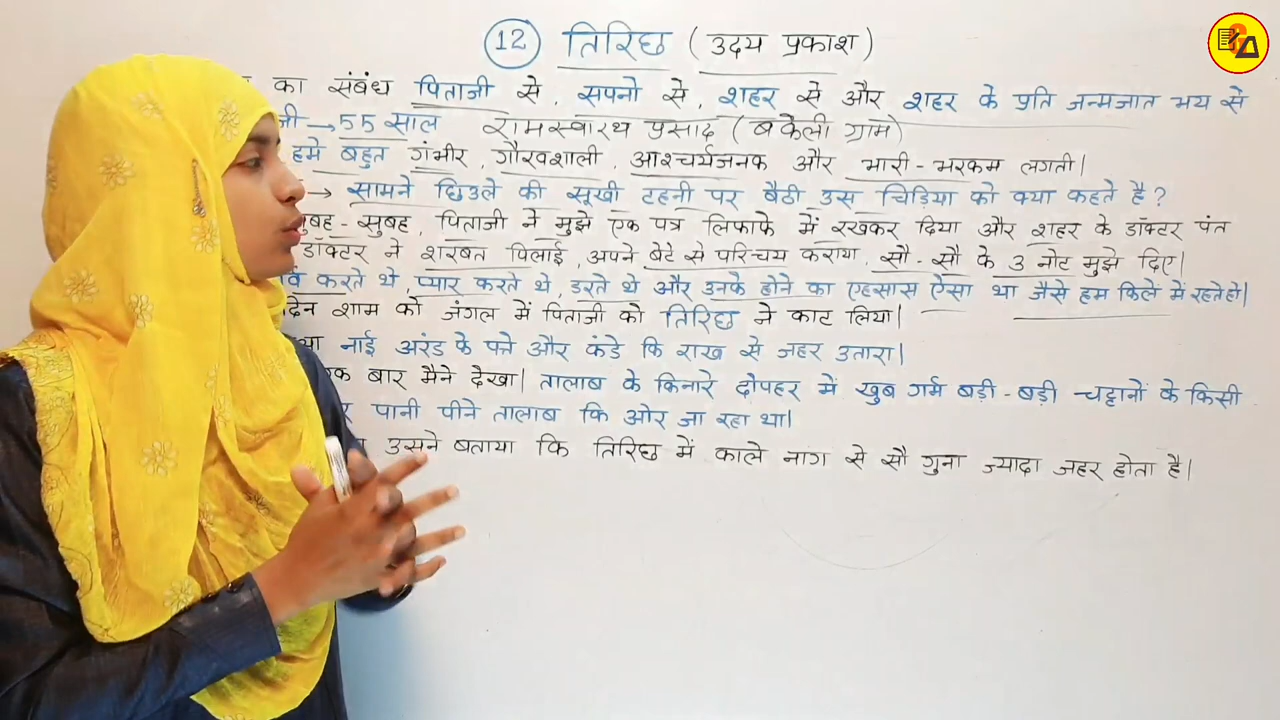 12 तिरिछ (उदय प्रकाश)
का संबंध पिताजी से, सपनो से, शहर से और शहर के प्रति जन्मजात भय से
जी → 55 साल रामस्वारथ प्रसाद (बकेली ग्राम)
हमे बहुत गंभीर, गौरवशाली, आश्चर्यजनक और भारी-भरकम लगती।
→ सामने छिउले की सूखी टहनी पर बैठी उस चिड़िया को क्या कहते है?
सुबह-सुबह, पिताजी ने मुझे एक पत्र लिफाफे में रखकर दिया और शहर के डॉक्टर पंत
डॉक्टर ने शरबत पिलाई, अपने बेटे से परिचय कराया, सौ-सौ के 3 नोट मुझे दिए।
करते थे, प्यार करते थे, डरते थे और उनके होने का एहसास ऐसा था जैसे हम किले में रहते हो।
दिन शाम को जंगल में पिताजी को तिरिछ ने काट लिया।
नाई अरंड के पत्ते और कंडे कि राख से जहर उतारा।
एक बार मैने देखा। तालाब के किनारे दोपहर में खुब गर्म बड़ी-बड़ी चट्टानों के किसी
पानी पीने तालाब कि ओर जा रहा था।
उसने बताया कि तिरिछ में काले नाग से सौ गुना ज्यादा जहर होता है।